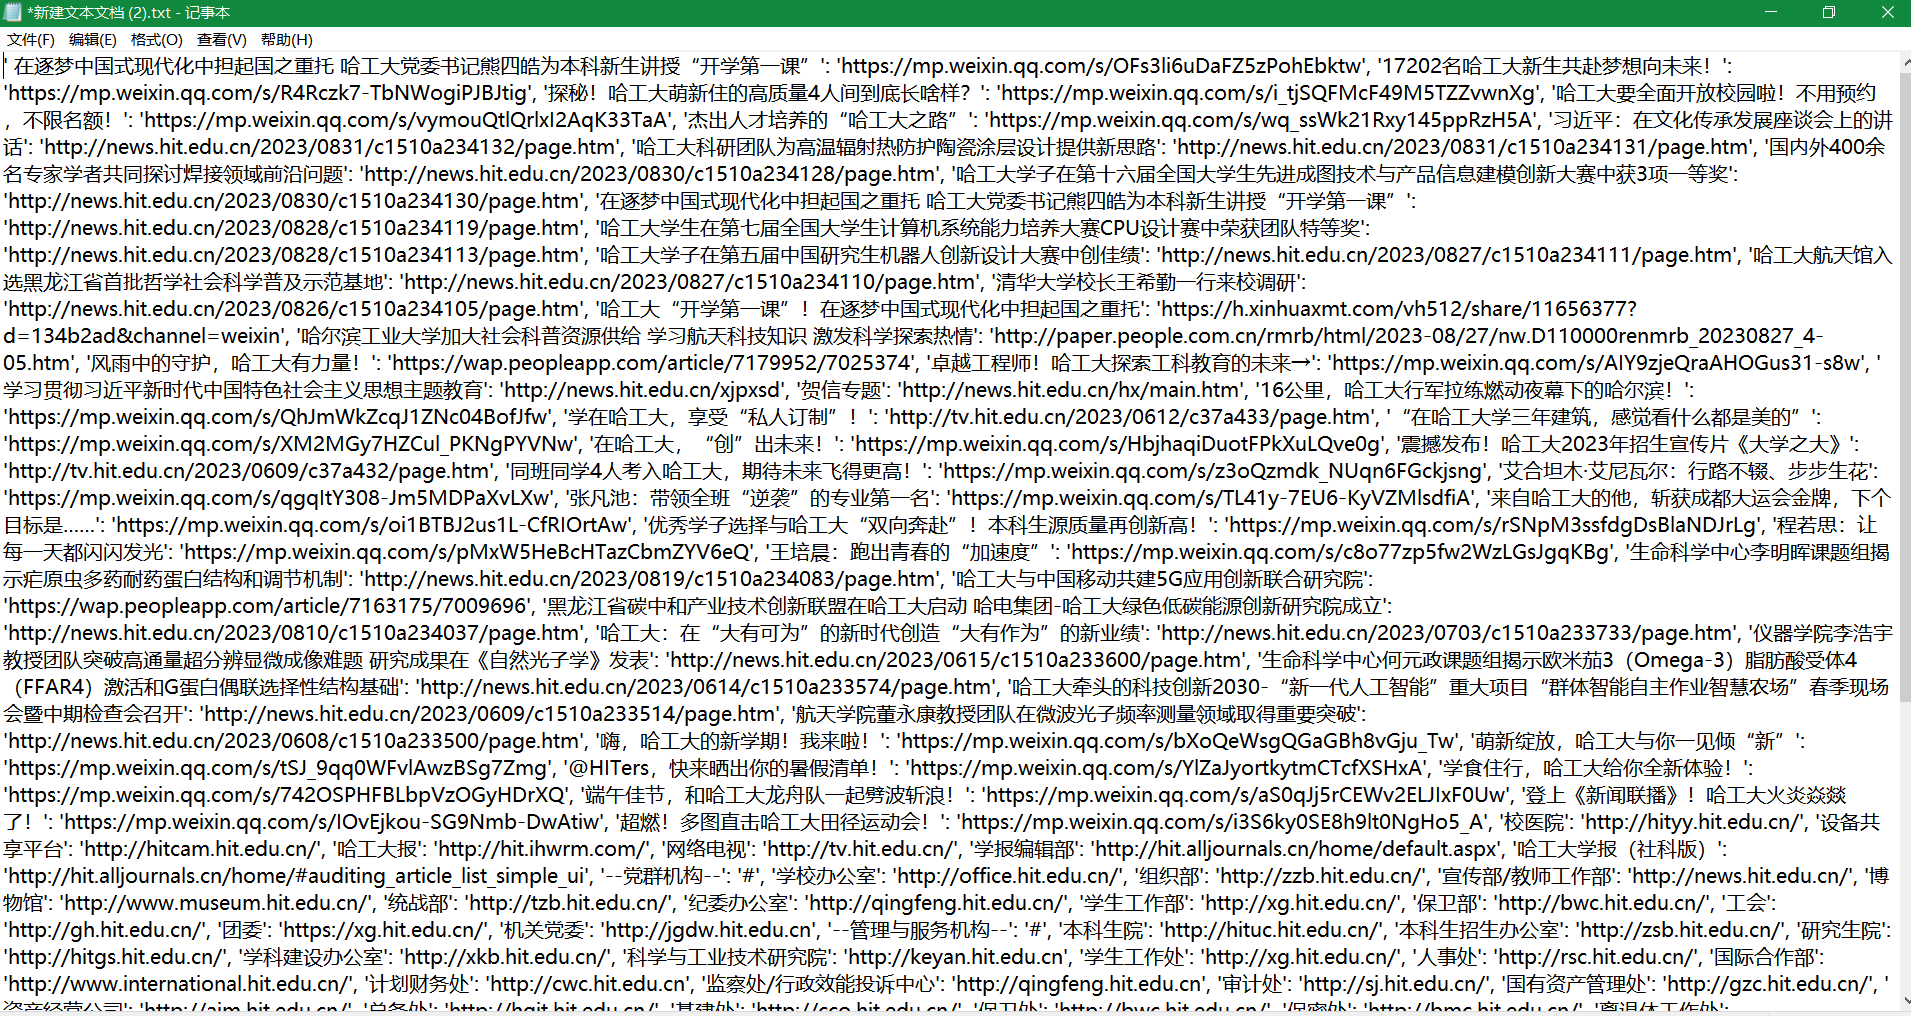 *新建文本文档 (2).txt - 记事本
文件(F) 编辑(E) 格式(O) 查看(V) 帮助(H)
' 在逐梦中国式现代化中担起国之重托 哈工大党委书记熊四皓为本科新生讲授“开学第一课”': 'https://mp.weixin.qq.com/s/OFs3li6uDaFZ5zPohEbktw', '17202名哈工大新生共赴梦想向未来！':
'https://mp.weixin.qq.com/s/R4Rczk7-TbNWogiPJBJtig', '探秘！哈工大萌新住的高质量4人间到底长啥样？': 'https://mp.weixin.qq.com/s/i_tjSQFMcF49M5TZZvwnXg', '哈工大要全面开放校园啦！不用预约
，不限名额！': 'https://mp.weixin.qq.com/s/vymouQtlQrlxI2AqK33TaA', '杰出人才培养的“哈工大之路”': 'https://mp.weixin.qq.com/s/wq_ssWk21Rxy145ppRzH5A', '习近平：在文化传承发展座谈会上的讲
话': 'http://news.hit.edu.cn/2023/0831/c1510a234132/page.htm', '哈工大科研团队为高温辐射热防护陶瓷涂层设计提供新思路': 'http://news.hit.edu.cn/2023/0831/c1510a234131/page.htm', '国内外400余
名专家学者共同探讨焊接领域前沿问题': 'http://news.hit.edu.cn/2023/0830/c1510a234128/page.htm', '哈工大学子在第十六届全国大学生先进成图技术与产品信息建模创新大赛中获3项一等奖':
'http://news.hit.edu.cn/2023/0830/c1510a234130/page.htm', '在逐梦中国式现代化中担起国之重托 哈工大党委书记熊四皓为本科新生讲授“开学第一课”':
'http://news.hit.edu.cn/2023/0828/c1510a234119/page.htm', '哈工大学生在第七届全国大学生计算机系统能力培养大赛CPU设计赛中荣获团队特等奖':
'http://news.hit.edu.cn/2023/0828/c1510a234113/page.htm', '哈工大学子在第五届中国研究生机器人创新设计大赛中创佳绩': 'http://news.hit.edu.cn/2023/0827/c1510a234111/page.htm', '哈工大航天馆入
选黑龙江省首批哲学社会科学普及示范基地': 'http://news.hit.edu.cn/2023/0827/c1510a234110/page.htm', '清华大学校长王希勤一行来校调研':
'http://news.hit.edu.cn/2023/0826/c1510a234105/page.htm', '哈工大“开学第一课”！在逐梦中国式现代化中担起国之重托': 'https://h.xinhuaxmt.com/vh512/share/11656377?
d=134b2ad&channel=weixin', '哈尔滨工业大学加大社会科普资源供给 学习航天科技知识 激发科学探索热情': 'http://paper.people.com.cn/rmrb/html/2023-08/27/nw.D110000renmrb_20230827_4-
05.htm', '风雨中的守护，哈工大有力量！': 'https://wap.peopleapp.com/article/7179952/7025374', '卓越工程师！哈工大探索工科教育的未来→': 'https://mp.weixin.qq.com/s/AIY9zjeQraAHOGus31-s8w', '
学习贯彻习近平新时代中国特色社会主义思想主题教育': 'http://news.hit.edu.cn/xjpxsd', '贺信专题': 'http://news.hit.edu.cn/hx/main.htm', '16公里，哈工大行军拉练燃动夜幕下的哈尔滨！':
'https://mp.weixin.qq.com/s/QhJmWkZcqJ1ZNc04BofJfw', '学在哈工大，享受“私人订制”！': 'http://tv.hit.edu.cn/2023/0612/c37a433/page.htm', '“在哈工大学三年建筑，感觉看什么都是美的”':
'https://mp.weixin.qq.com/s/XM2MGy7HZCul_PKNgPYVNw', '在哈工大，“创”出未来！': 'https://mp.weixin.qq.com/s/HbjhaqiDuotFPkXuLQve0g', '震撼发布！哈工大2023年招生宣传片《大学之大》':
'http://tv.hit.edu.cn/2023/0609/c37a432/page.htm', '同班同学4人考入哈工大，期待未来飞得更高！': 'https://mp.weixin.qq.com/s/z3oQzmdk_NUqn6FGckjsng', '艾合坦木·艾尼瓦尔：行路不辍、步步生花':
'https://mp.weixin.qq.com/s/qgqItY308-Jm5MDPaXvLXw', '张凡池：带领全班“逆袭”的专业第一名': 'https://mp.weixin.qq.com/s/TL41y-7EU6-KyVZMlsdfiA', '来自哈工大的他，斩获成都大运会金牌，下个
目标是……': 'https://mp.weixin.qq.com/s/oi1BTBJ2us1L-CfRIOrtAw', '优秀学子选择与哈工大“双向奔赴”！本科生源质量再创新高！': 'https://mp.weixin.qq.com/s/rSNpM3ssfdgDsBlaNDJrLg', '程若思：让
每一天都闪闪发光': 'https://mp.weixin.qq.com/s/pMxW5HeBcHTazCbmZYV6eQ', '王培晨：跑出青春的“加速度”': 'https://mp.weixin.qq.com/s/c8o77zp5fw2WzLGsJgqKBg', '生命科学中心李明晖课题组揭
示疟原虫多药耐药蛋白结构和调节机制': 'http://news.hit.edu.cn/2023/0819/c1510a234083/page.htm', '哈工大与中国移动共建5G应用创新联合研究院':
'https://wap.peopleapp.com/article/7163175/7009696', '黑龙江省碳中和产业技术创新联盟在哈工大启动 哈电集团-哈工大绿色低碳能源创新研究院成立':
'http://news.hit.edu.cn/2023/0810/c1510a234037/page.htm', '哈工大：在“大有可为”的新时代创造“大有作为”的新业绩': 'http://news.hit.edu.cn/2023/0703/c1510a233733/page.htm', '仪器学院李浩宇
教授团队突破高通量超分辨显微成像难题 研究成果在《自然光子学》发表': 'http://news.hit.edu.cn/2023/0615/c1510a233600/page.htm', '生命科学中心何元政课题组揭示欧米茄3（Omega-3）脂肪酸受体4
（FFAR4）激活和G蛋白偶联选择性结构基础': 'http://news.hit.edu.cn/2023/0614/c1510a233574/page.htm', '哈工大牵头的科技创新2030-“新一代人工智能”重大项目“群体智能自主作业智慧农场”春季现场
会暨中期检查会召开': 'http://news.hit.edu.cn/2023/0609/c1510a233514/page.htm', '航天学院董永康教授团队在微波光子频率测量领域取得重要突破':
'http://news.hit.edu.cn/2023/0608/c1510a233500/page.htm', '嗨，哈工大的新学期！我来啦！': 'https://mp.weixin.qq.com/s/bXoQeWsgQGaGBh8vGju_Tw', '萌新绽放，哈工大与你一见倾“新”':
'https://mp.weixin.qq.com/s/tSJ_9qq0WFvlAwzBSg7Zmg', '@HITers，快来晒出你的暑假清单！': 'https://mp.weixin.qq.com/s/YlZaJyortkytmCTcfXSHxA', '学食住行，哈工大给你全新体验！':
'https://mp.weixin.qq.com/s/742OSPHFBLbpVzOGyHDrXQ', '端午佳节，和哈工大龙舟队一起劈波斩浪！': 'https://mp.weixin.qq.com/s/aS0qJj5rCEWv2ELJIxF0Uw', '登上《新闻联播》！哈工大火炎焱燚
了！': 'https://mp.weixin.qq.com/s/lOvEjkou-SG9Nmb-DwAtiw', '超燃！多图直击哈工大田径运动会！': 'https://mp.weixin.qq.com/s/i3S6ky0SE8h9lt0NgHo5_A', '校医院': 'http://hityy.hit.edu.cn/', '设备共
享平台': 'http://hitcam.hit.edu.cn/', '哈工大报': 'http://hit.ihwrm.com/', '网络电视': 'http://tv.hit.edu.cn/', '学报编辑部': 'http://hit.alljournals.cn/home/default.aspx', '哈工大学报（社科版）':
'http://hit.alljournals.cn/home/#auditing_article_list_simple_ui', '--党群机构--': '#', '学校办公室': 'http://office.hit.edu.cn/', '组织部': 'http://zzb.hit.edu.cn/', '宣传部/教师工作部': 'http://news.hit.edu.cn/', '博
物馆': 'http://www.museum.hit.edu.cn/', '统战部': 'http://tzb.hit.edu.cn/', '纪委办公室': 'http://qingfeng.hit.edu.cn/', '学生工作部': 'http://xg.hit.edu.cn/', '保卫部': 'http://bwc.hit.edu.cn/', '工会':
'http://gh.hit.edu.cn/', '团委': 'https://xg.hit.edu.cn/', '机关党委': 'http://jgdw.hit.edu.cn', '--管理与服务机构--': '#', '本科生院': 'http://hituc.hit.edu.cn/', '本科生招生办公室': 'http://zsb.hit.edu.cn/', '研究生院':
'http://hitgs.hit.edu.cn/', '学科建设办公室': 'http://xkb.hit.edu.cn/', '科学与工业技术研究院': 'http://keyan.hit.edu.cn', '学生工作处': 'http://xg.hit.edu.cn/', '人事处': 'http://rsc.hit.edu.cn/', '国际合作部':
'http://www.international.hit.edu.cn/', '计划财务处': 'http://cwc.hit.edu.cn', '监察处/行政效能投诉中心': 'http://qingfeng.hit.edu.cn', '审计处': 'http://sj.hit.edu.cn/', '国有资产管理处': 'http://gzc.hit.edu.cn/', '
资产经营公司': 'http://aim.hit.edu.cn/', '总务处': 'http://hqjt.hit.edu.cn/', '基建处': 'http://cco.hit.edu.cn/', '保卫处': 'http://bwc.hit.edu.cn/', '保密处': 'http://bmc.hit.edu.cn/', '离退休工作处':